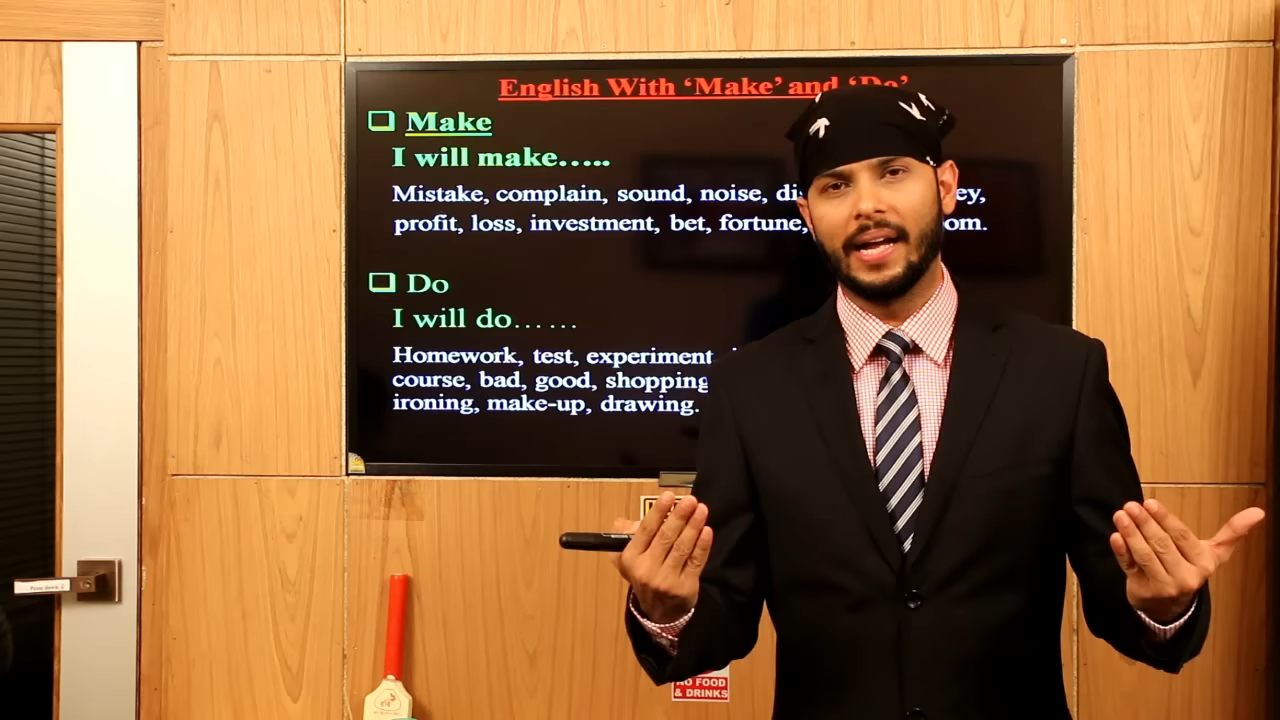 English With ‘Make’ and ‘Do’
Make
I will make.....
Mistake, complain, sound, noise,
profit, loss, investment, bet, fortune,
Do
I will do……
Homework, test, experiment
course, bad, good, shopping
ironing, make-up, drawing.
NO FOOD
& DRINKS